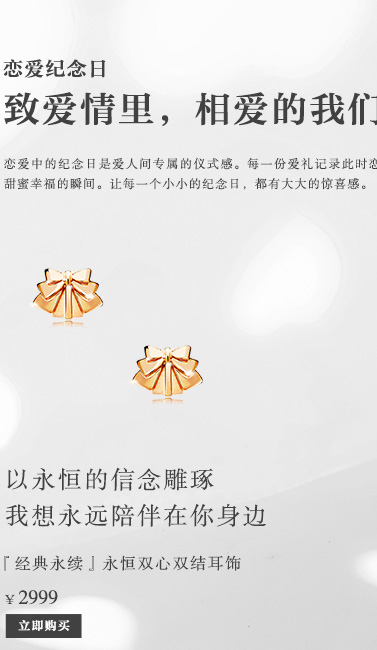 恋爱纪念日
致爱情里，相爱的我们
恋爱中的纪念日是爱人间专属的仪式感。每一份爱礼记录此时恋
甜蜜幸福的瞬间。让每一个小小的纪念日，都有大大的惊喜感。
以永恒的信念雕琢
我想永远陪伴在你身边
『 经典永续 』永恒双心双结耳饰
¥ 2999
立即购买